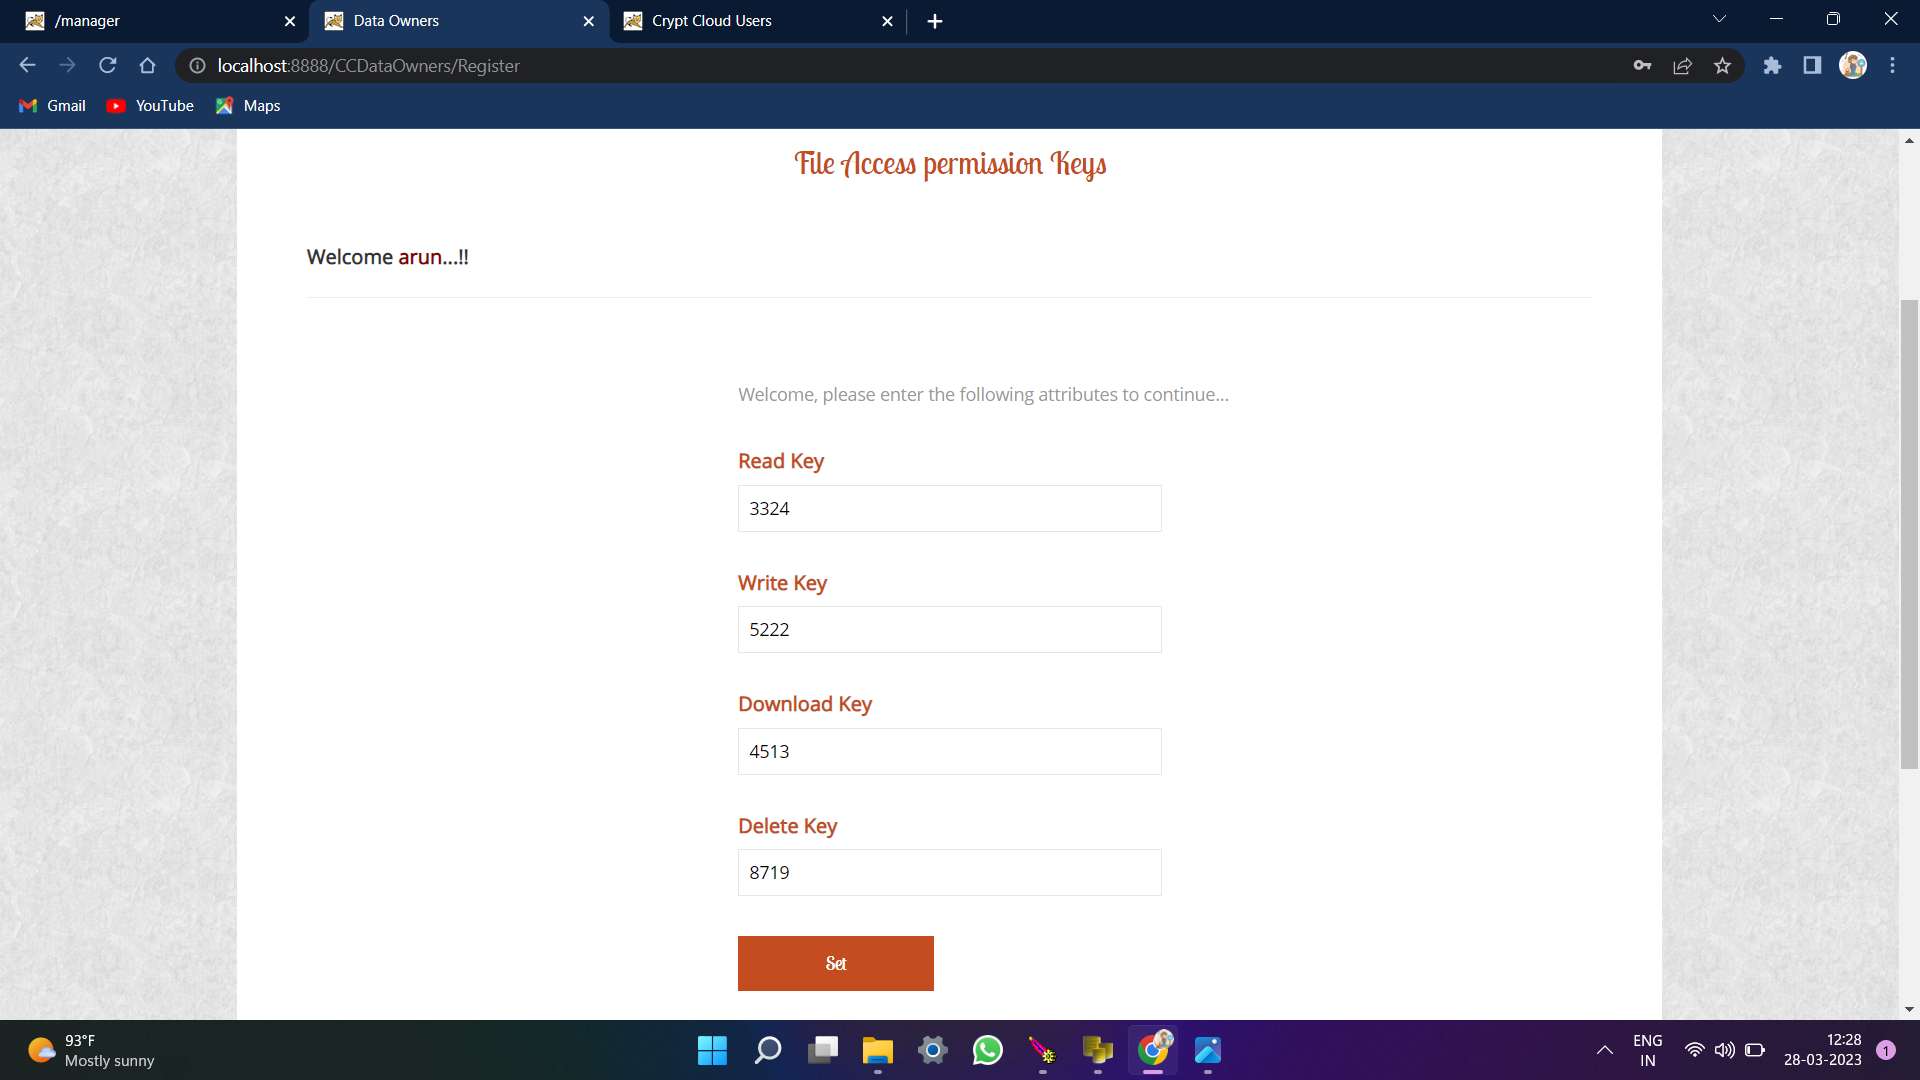 /manager
Data Owners
Crypt Cloud Users
localhost:8888/CCDataOwners/Register
Gmail
YouTube
Maps
File Access permission Keys
Welcome arun...!!
Welcome, please enter the following attributes to continue...
Read Key
3324
Write Key
5222
Download Key
4513
Delete Key
8719
Set
93°F
Mostly sunny
ENG
IN
12:28
28-03-2023
1